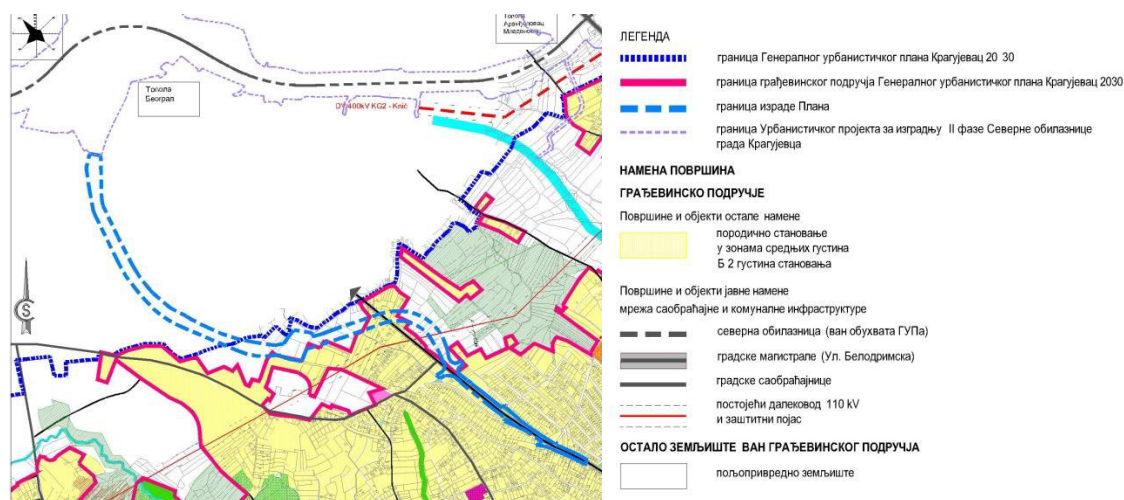 Топола
Аранђеловац
Младеновац
Топола
Београд
DV 400kV KG2 - Knić
S
ЛЕГЕНДА
граница Генералног урбанистичког плана Крагујевац 20 30
граница грађевинског подручја Генералног урбанистичког плана Крагујевац 2030
граница израде Плана
граница Урбанистичког пројекта за изградњу II фазе Северне обилазнице
града Крагујевца
НАМЕНА ПОВРШИНА
ГРАЂЕВИНСКО ПОДРУЧЈЕ
Површине и објекти остале намене
породично становање
у зонама средњих густина
Б 2 густина становања
Површине и објекти јавне намене
мрежа саобраћајне и комуналне инфраструктуре
северна обилазница (ван обухвата ГУПа)
градске магистрале (Ул. Белодримска)
градске саобраћајнице
постојећи далековод 110 kV
и заштитни појас
ОСТАЛО ЗЕМЉИШТЕ ВАН ГРАЂЕВИНСКОГ ПОДРУЧЈА
пољопривредно земљиште